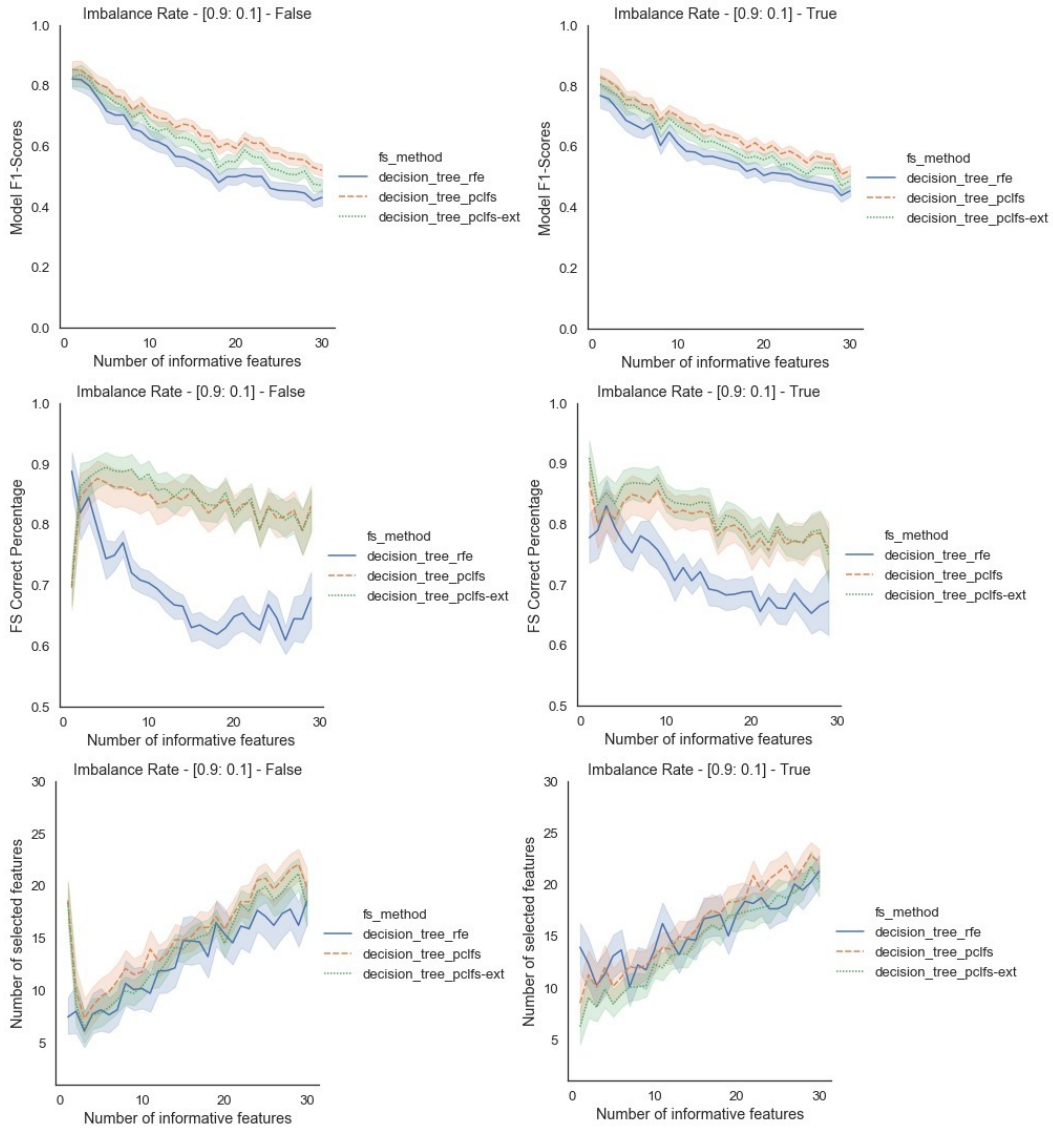 Imbalance Rate - [0.9: 0.1] - False
1.0
0.8
0.6
0.4
0.2
0.0
Model F1-Scores
0
10
20
30
Number of informative features
fs_method
decision_tree_rfe
decision_tree_pclfs
decision_tree_pclfs-ext
Imbalance Rate - [0.9: 0.1] - True
1.0
0.8
0.6
0.4
0.2
0.0
Model F1-Scores
0
10
20
30
Number of informative features
fs_method
decision_tree_rfe
decision_tree_pclfs
decision_tree_pclfs-ext
Imbalance Rate - [0.9: 0.1] - False
1.0
0.9
0.8
0.7
0.6
0.5
FS Correct Percentage
0
10
20
30
Number of informative features
fs_method
decision_tree_rfe
decision_tree_pclfs
decision_tree_pclfs-ext
Imbalance Rate - [0.9: 0.1] - True
1.0
0.9
0.8
0.7
0.6
0.5
FS Correct Percentage
0
10
20
30
Number of informative features
fs_method
decision_tree_rfe
decision_tree_pclfs
decision_tree_pclfs-ext
Imbalance Rate - [0.9: 0.1] - False
30
25
20
15
10
5
Number of selected features
0
10
20
30
Number of informative features
fs_method
decision_tree_rfe
decision_tree_pclfs
decision_tree_pclfs-ext
Imbalance Rate - [0.9: 0.1] - True
30
25
20
15
10
5
Number of selected features
0
10
20
30
Number of informative features
fs_method
decision_tree_rfe
decision_tree_pclfs
decision_tree_pclfs-ext